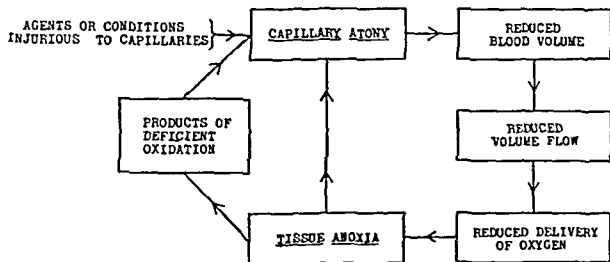 AGENTS OR CONDITIONS
INJURIOUS TO CAPILLARIES
CAPILLARY ATONY
REDUCED
BLOOD VOLUME
PRODUCTS OF
DEFICIENT
OXIDATION
REDUCED
VOLUME FLOW
TISSUE ANOXIA
REDUCED DELIVERY
OF OXYGEN